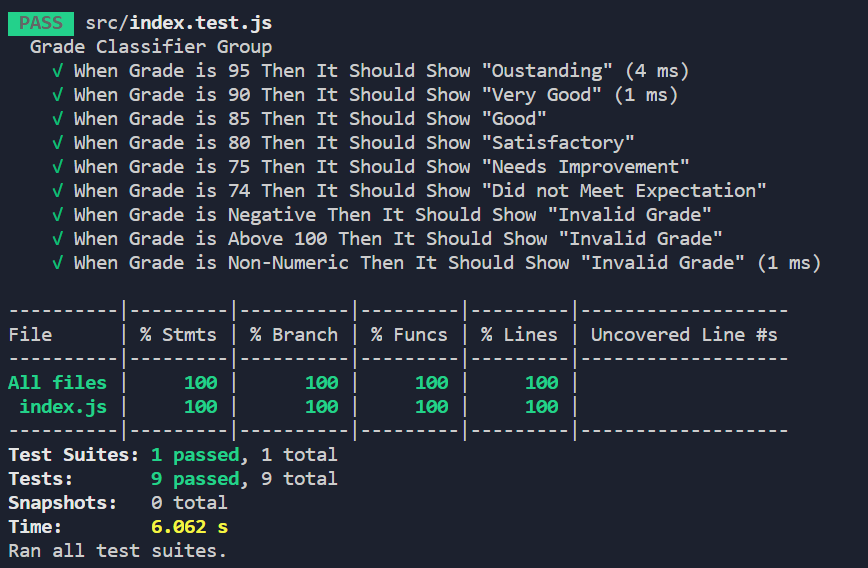 PASS src/index.test.js
Grade Classifier Group
√ When Grade is 95 Then It Should Show "Oustanding" (4 ms)
√ When Grade is 90 Then It Should Show "Very Good" (1 ms)
√ When Grade is 85 Then It Should Show "Good"
√ When Grade is 80 Then It Should Show "Satisfactory"
√ When Grade is 75 Then It Should Show "Needs Improvement"
√ When Grade is 74 Then It Should Show "Did not Meet Expectation"
√ When Grade is Negative Then It Should Show "Invalid Grade"
√ When Grade is Above 100 Then It Should Show "Invalid Grade"
√ When Grade is Non-Numeric Then It Should Show "Invalid Grade" (1 ms)
----------|---------|----------|---------|---------|-------------------
File      | % Stmts | % Branch | % Funcs | % Lines | Uncovered Line #s
----------|---------|----------|---------|---------|-------------------
All files |     100 |      100 |     100 |     100 |
 index.js |     100 |      100 |     100 |     100 |
----------|---------|----------|---------|---------|-------------------
Test Suites: 1 passed, 1 total
Tests:       9 passed, 9 total
Snapshots:   0 total
Time:        6.062 s
Ran all test suites.